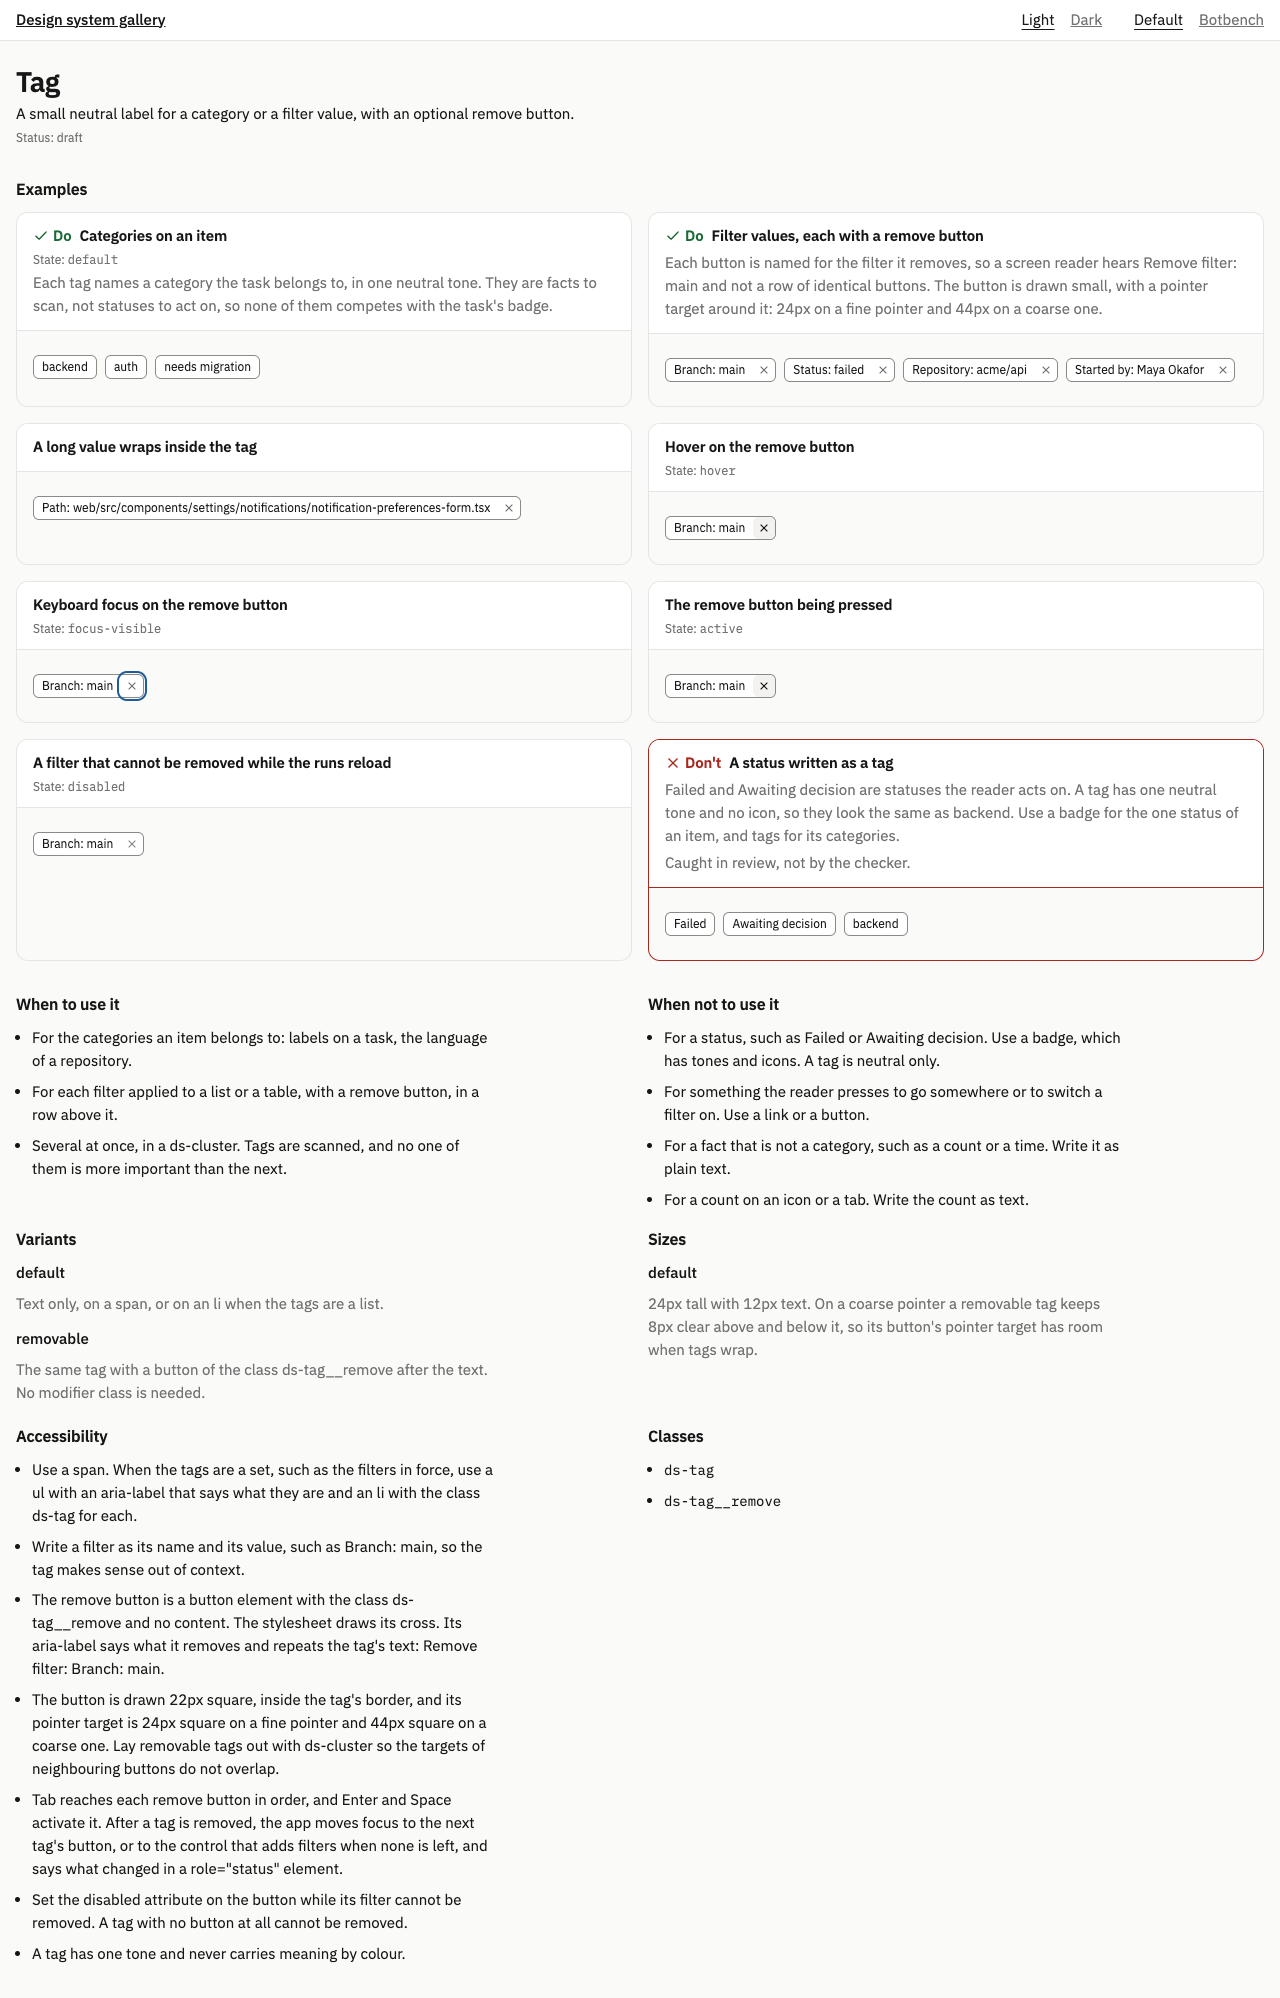 Design system gallery
Light Dark Default Botbench
Tag
A small neutral label for a category or a filter value, with an optional remove button.
Status: draft
Examples
Do Categories on an item
State: default
Each tag names a category the task belongs to, in one neutral tone. They are facts to
scan, not statuses to act on, so none of them competes with the task's badge.
backend auth needs migration
Do Filter values, each with a remove button
Each button is named for the filter it removes, so a screen reader hears Remove filter:
main and not a row of identical buttons. The button is drawn small, with a pointer
target around it: 24px on a fine pointer and 44px on a coarse one.
Branch: main Status: failed Repository: acme/api Started by: Maya Okafor
A long value wraps inside the tag
Path: web/src/components/settings/notifications/notification-preferences-form.tsx
Hover on the remove button
State: hover
Branch: main
Keyboard focus on the remove button
State: focus-visible
Branch: main
The remove button being pressed
State: active
Branch: main
A filter that cannot be removed while the runs reload
State: disabled
Branch: main
Don't A status written as a tag
Failed and Awaiting decision are statuses the reader acts on. A tag has one neutral
tone and no icon, so they look the same as backend. Use a badge for the one status of
an item, and tags for its categories.
Caught in review, not by the checker.
Failed Awaiting decision backend
When to use it
For the categories an item belongs to: labels on a task, the language
of a repository.
For each filter applied to a list or a table, with a remove button, in a
row above it.
Several at once, in a ds-cluster. Tags are scanned, and no one of
them is more important than the next.
When not to use it
For a status, such as Failed or Awaiting decision. Use a badge, which
has tones and icons. A tag is neutral only.
For something the reader presses to go somewhere or to switch a
filter on. Use a link or a button.
For a fact that is not a category, such as a count or a time. Write it as
plain text.
For a count on an icon or a tab. Write the count as text.
Variants
default
Text only, on a span, or on an li when the tags are a list.
removable
The same tag with a button of the class ds-tag__remove after the text.
No modifier class is needed.
Sizes
default
24px tall with 12px text. On a coarse pointer a removable tag keeps
8px clear above and below it, so its button's pointer target has room
when tags wrap.
Accessibility
Use a span. When the tags are a set, such as the filters in force, use a
ul with an aria-label that says what they are and an li with the class
ds-tag for each.
Write a filter as its name and its value, such as Branch: main, so the
tag makes sense out of context.
The remove button is a button element with the class ds-
tag__remove and no content. The stylesheet draws its cross. Its
aria-label says what it removes and repeats the tag's text: Remove
filter: Branch: main.
The button is drawn 22px square, inside the tag's border, and its
pointer target is 24px square on a fine pointer and 44px square on a
coarse one. Lay removable tags out with ds-cluster so the targets of
neighbouring buttons do not overlap.
Tab reaches each remove button in order, and Enter and Space
activate it. After a tag is removed, the app moves focus to the next
tag's button, or to the control that adds filters when none is left, and
says what changed in a role="status" element.
Set the disabled attribute on the button while its filter cannot be
removed. A tag with no button at all cannot be removed.
A tag has one tone and never carries meaning by colour.
Classes
ds-tag
ds-tag__remove